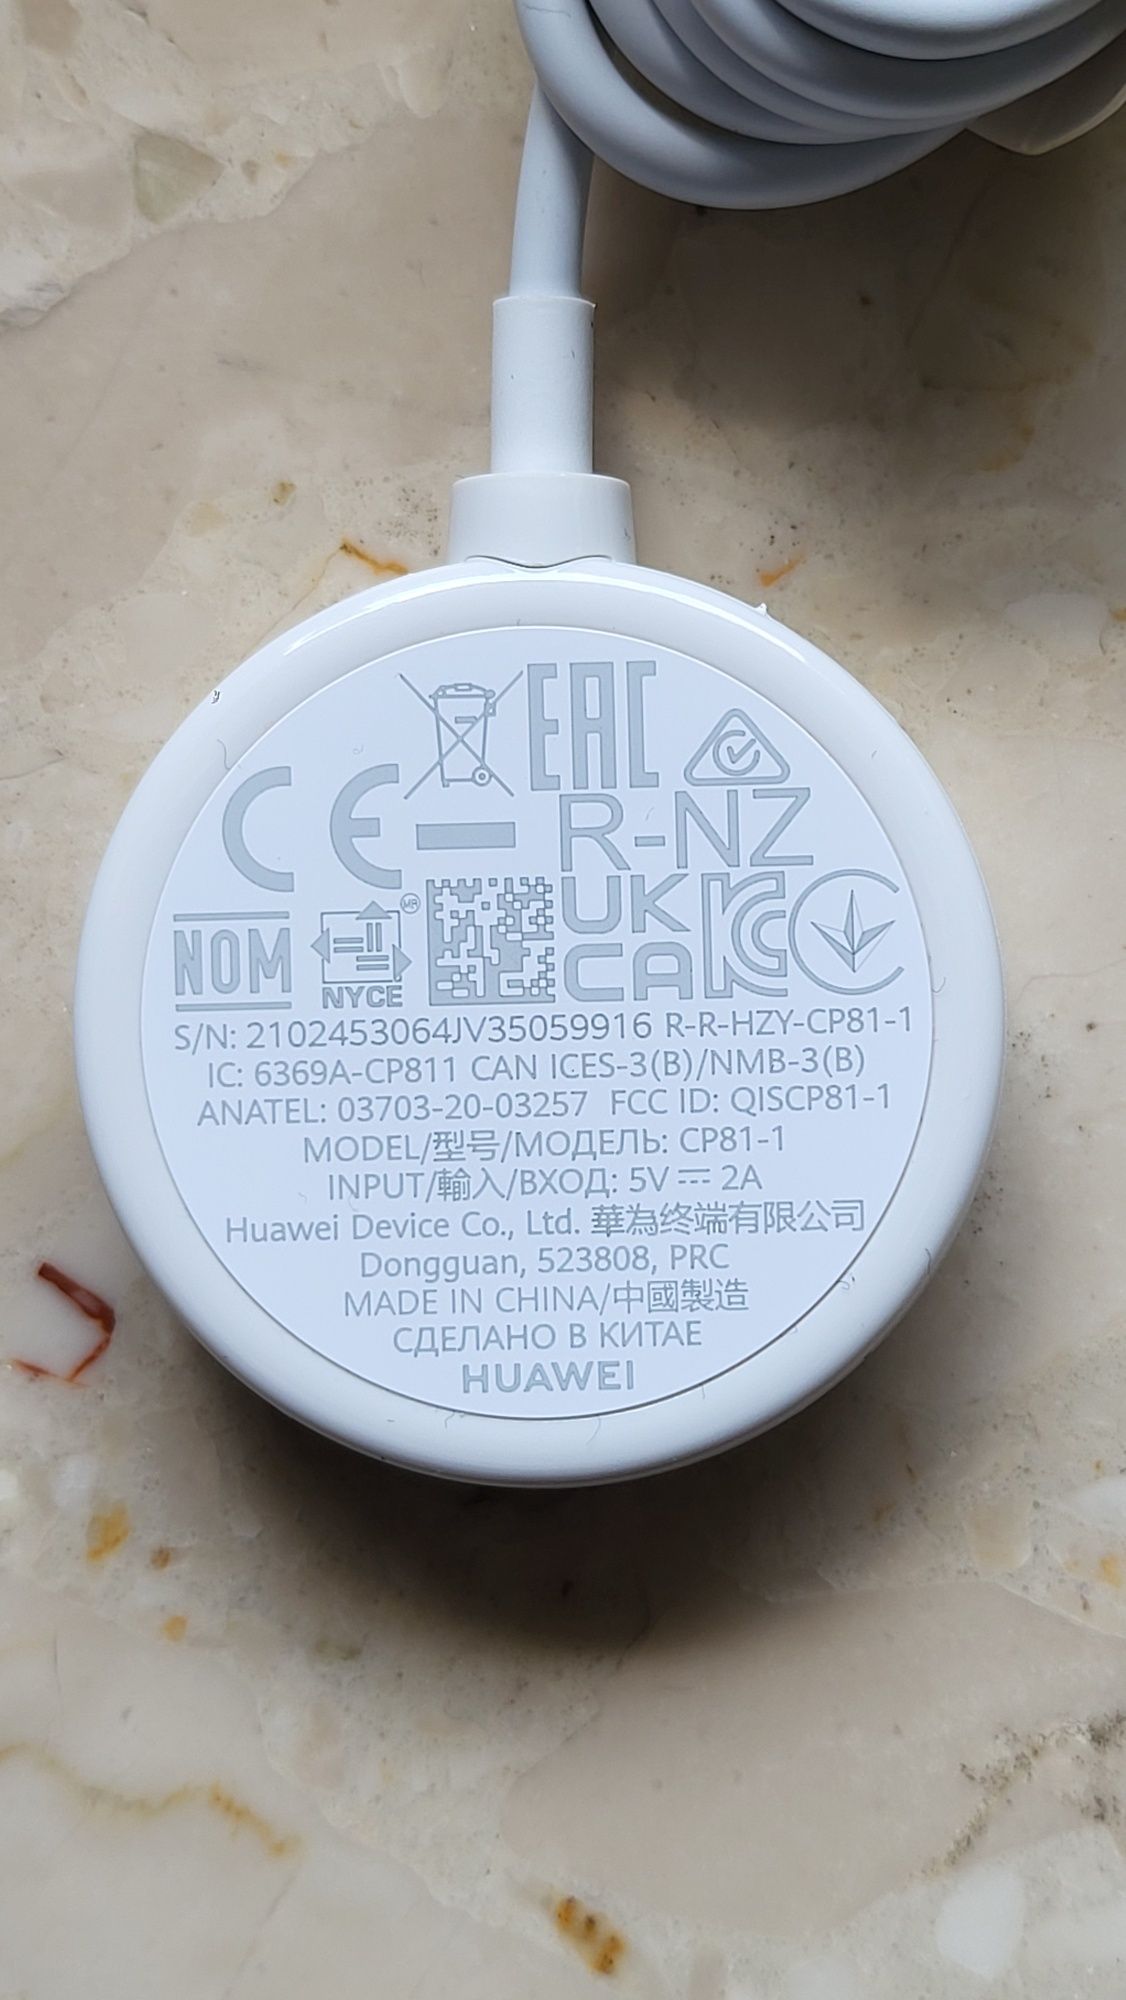 EAC
CE
R-NZ
NOM
NYCE
MR
UK
CA
S/N: 2102453064JV35059916 R-R-HZY-CP81-1
IC: 6369A-CP811 CAN ICES-3(B)/NMB-3(B)
ANATEL: 03703-20-03257 FCC ID: QISCP81-1
MODEL/型号/МОДЕЛЬ: CP81-1
INPUT/輸入/ВХОД: 5V ⎓ 2A
Huawei Device Co., Ltd. 華為终端有限公司
Dongguan, 523808, PRC
MADE IN CHINA/中國製造
СДЕЛАНО В КИТАЕ
HUAWEI